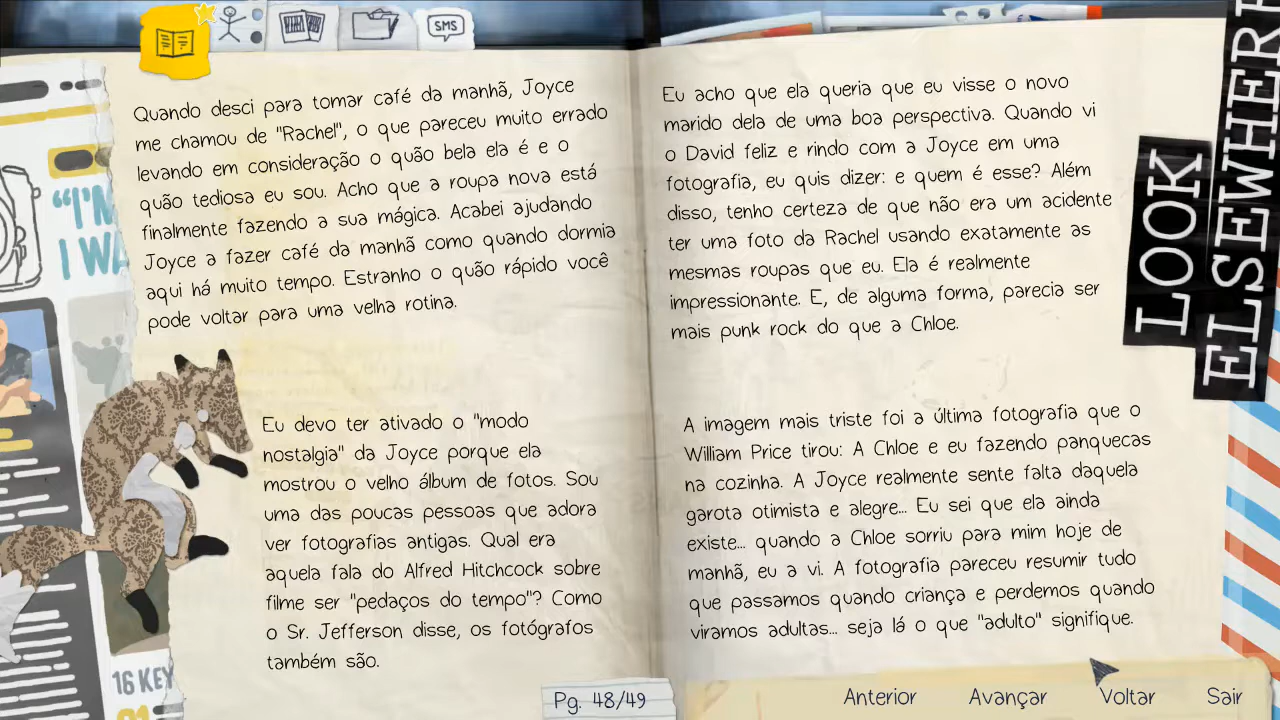 SMS
Quando desci para tomar café da manhã, Joyce
me chamou de "Rachel", o que pareceu muito errado
levando em consideração o quão bela ela é e o
quão tediosa eu sou. Acho que a roupa nova está
finalmente fazendo a sua mágica. Acabei ajudando
Joyce a fazer café da manhã como quando dormia
aqui há muito tempo. Estranho o quão rápido você
pode voltar para uma velha rotina.
Eu devo ter ativado o "modo
nostalgia" da Joyce porque ela
mostrou o velho álbum de fotos. Sou
uma das poucas pessoas que adora
ver fotografias antigas. Qual era
aquela fala do Alfred Hitchcock sobre
filme ser "pedaços do tempo"? Como
o Sr. Jefferson disse, os fotógrafos
também são.
Eu acho que ela queria que eu visse o novo
marido dela de uma boa perspectiva. Quando vi
o David feliz e rindo com a Joyce em uma
fotografia, eu quis dizer: e quem é esse? Além
disso, tenho certeza de que não era um acidente
ter uma foto da Rachel usando exatamente as
mesmas roupas que eu. Ela é realmente
impressionante. E, de alguma forma, parecia ser
mais punk rock do que a Chloe.
A imagem mais triste foi a última fotografia que o
William Price tirou: A Chloe e eu fazendo panquecas
na cozinha. A Joyce realmente sente falta daquela
garota otimista e alegre... Eu sei que ela ainda
existe... quando a Chloe sorriu para mim hoje de
manhã, eu a vi. A fotografia pareceu resumir tudo
que passamos quando criança e perdemos quando
viramos adultas... seja lá o que "adulto" signifique.
"I'M
I WA
16 KEY
LOOK
ELSEWHERE
Pg. 48/49
Anterior Avançar Voltar Sair